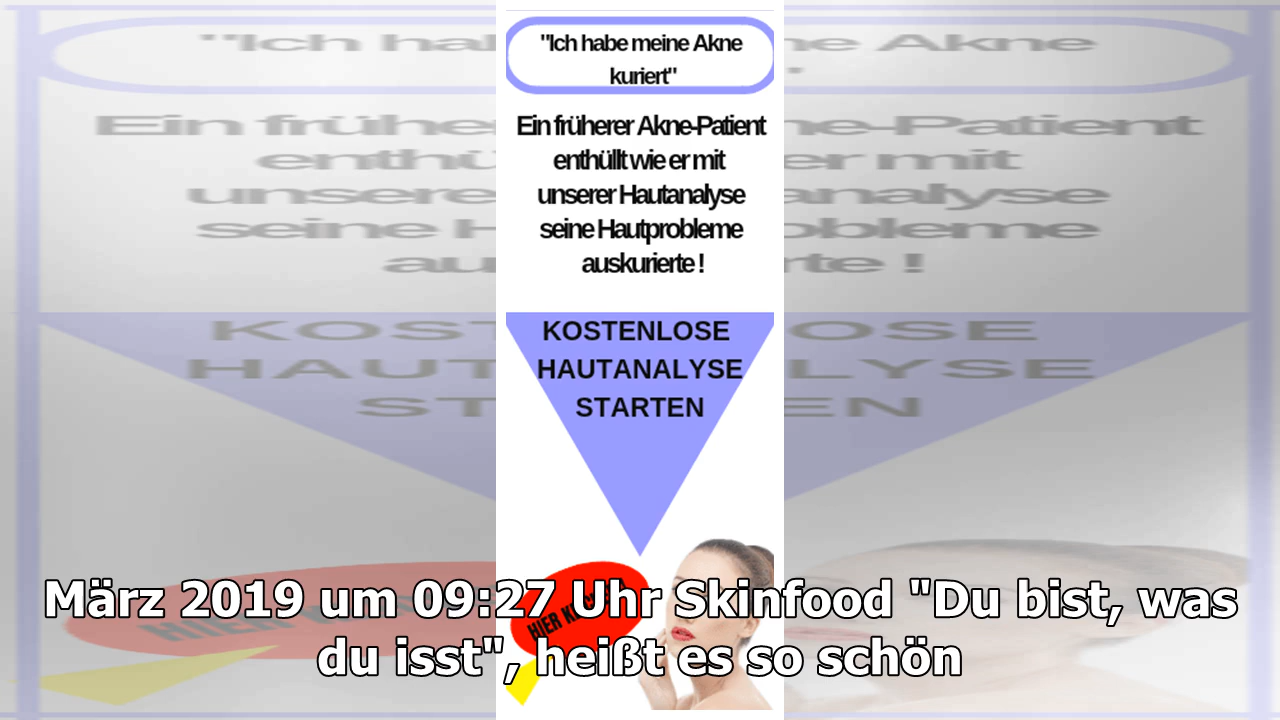 "Ich habe meine Akne
kuriert"
Ein früherer Akne-Patient
enthüllt wie er mit
unserer Hautanalyse
seine Hautprobleme
auskurierte !
KOSTENLOSE
HAUTANALYSE
STARTEN
HIER
März 2019 um 09:27 Uhr Skinfood "Du bist, was
du isst", heißt es so schön